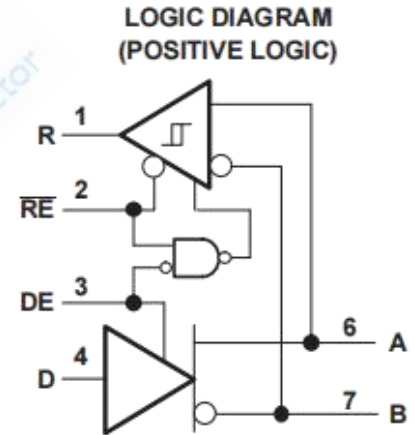 LOGIC DIAGRAM
(POSITIVE LOGIC)
R 1
RE 2
DE 3
D 4
6 A
7 B